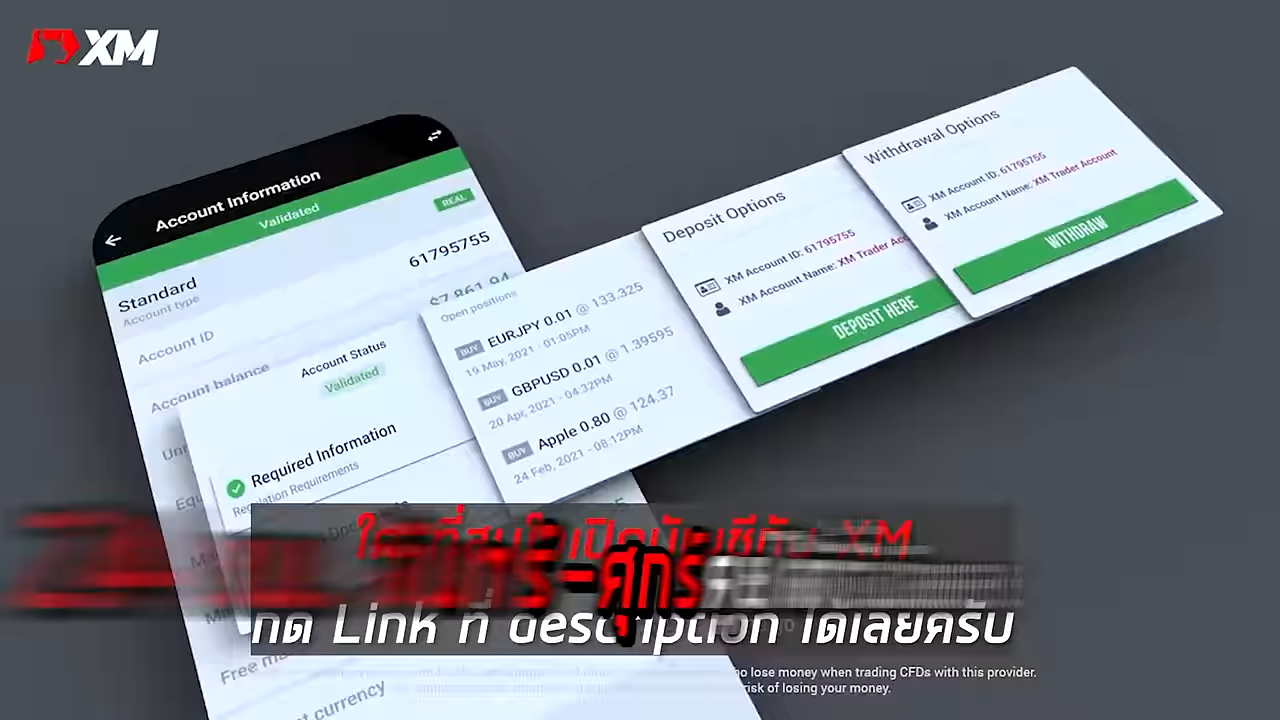 XM
Account Information
Validated
REAL
Standard
Account type
61795755
Account ID
$7,861.94
Account balance
Account Status
Validated
Required Information
Regulation Requirements
Open positions
BUY EURJPY 0.01 @ 133.325
19 May, 2021 - 01:05PM
BUY GBPUSD 0.01 @ 1.39595
20 Apr, 2021 - 04:32PM
BUY Apple 0.80 @ 124.37
24 Feb, 2021 - 08:12PM
Deposit Options
XM Account ID: 61795755
XM Account Name: XM Trader
DEPOSIT HERE
Withdrawal Options
XM Account ID: 61795755
XM Account Name: XM Trader Account
WITHDRAW
XM
กด Link ที่ description ได้เลยครับ
lose money when trading CFDs with this provider.
risk of losing your money.
currency